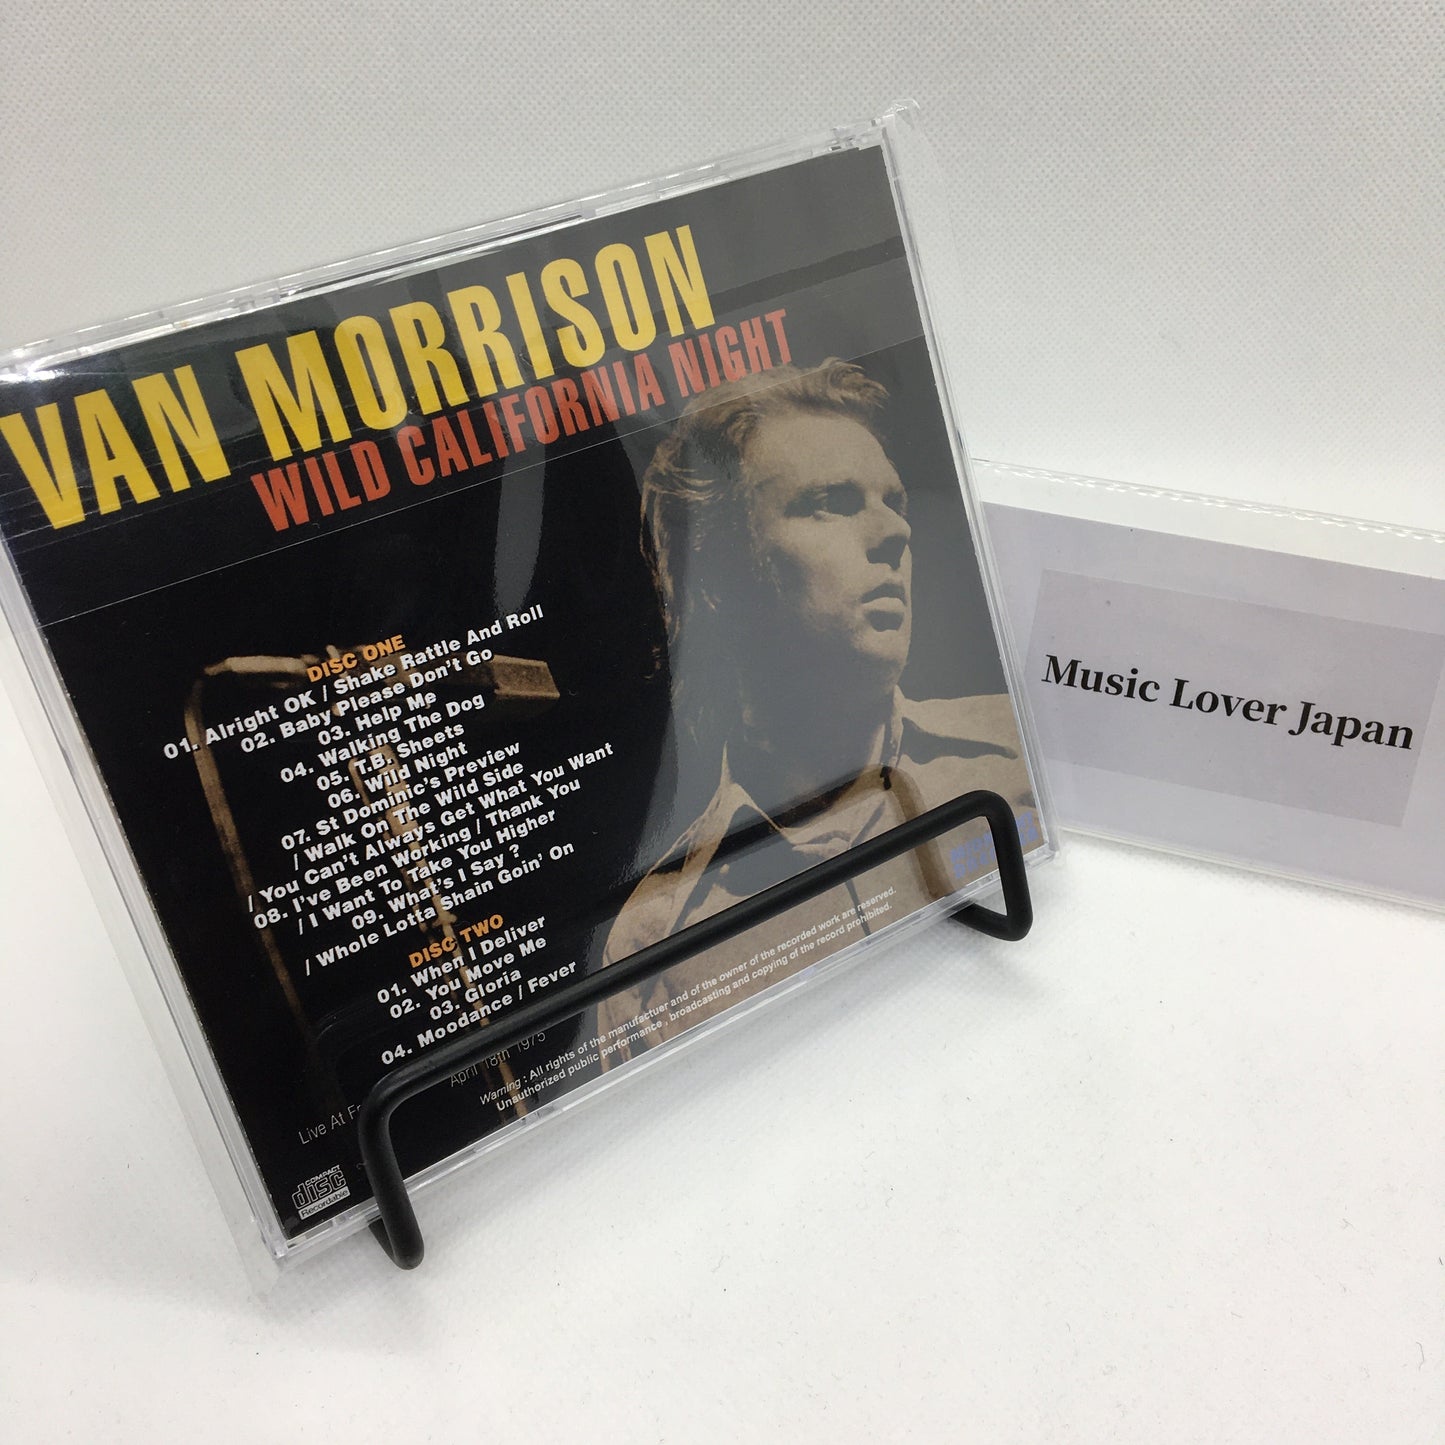 VAN MORRISON
WILD CALIFORNIA NIGHT
DISC ONE
01. Alright OK / Shake Rattle And Roll
02. Baby Please Don't Go
03. Help Me
04. Walking The Dog
05. T.B. Sheets
06. Wild Night
07. St Dominic's Preview
/ Walk On The Wild Side
/ You Can't Always Get What You Want
08. I've Been Working / Thank You
/ I Want To Take You Higher
09. What's I Say ?
/ Whole Lotta Shain Goin' On
DISC TWO
01. When I Deliver
02. You Move Me
03. Gloria
04. Moodance / Fever
Live At
April 18th 1975
Warning : All rights of the manufactuer and of the owner of the recorded work are reserved.
Unauthorized public performance , broadcasting and copying of the record prohibited.
COMPACT
disc
Recordable
Music Lover Japan